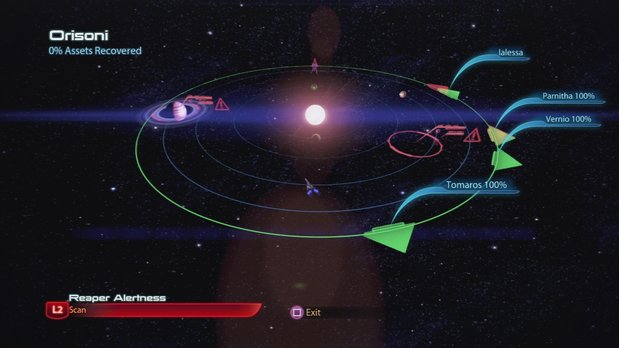 Orisoni
0% Assets Recovered
Ialessa
Parnitha 100%
Vernio 100%
Tomaros 100%
Reaper Alertness
L2 Scan
Exit